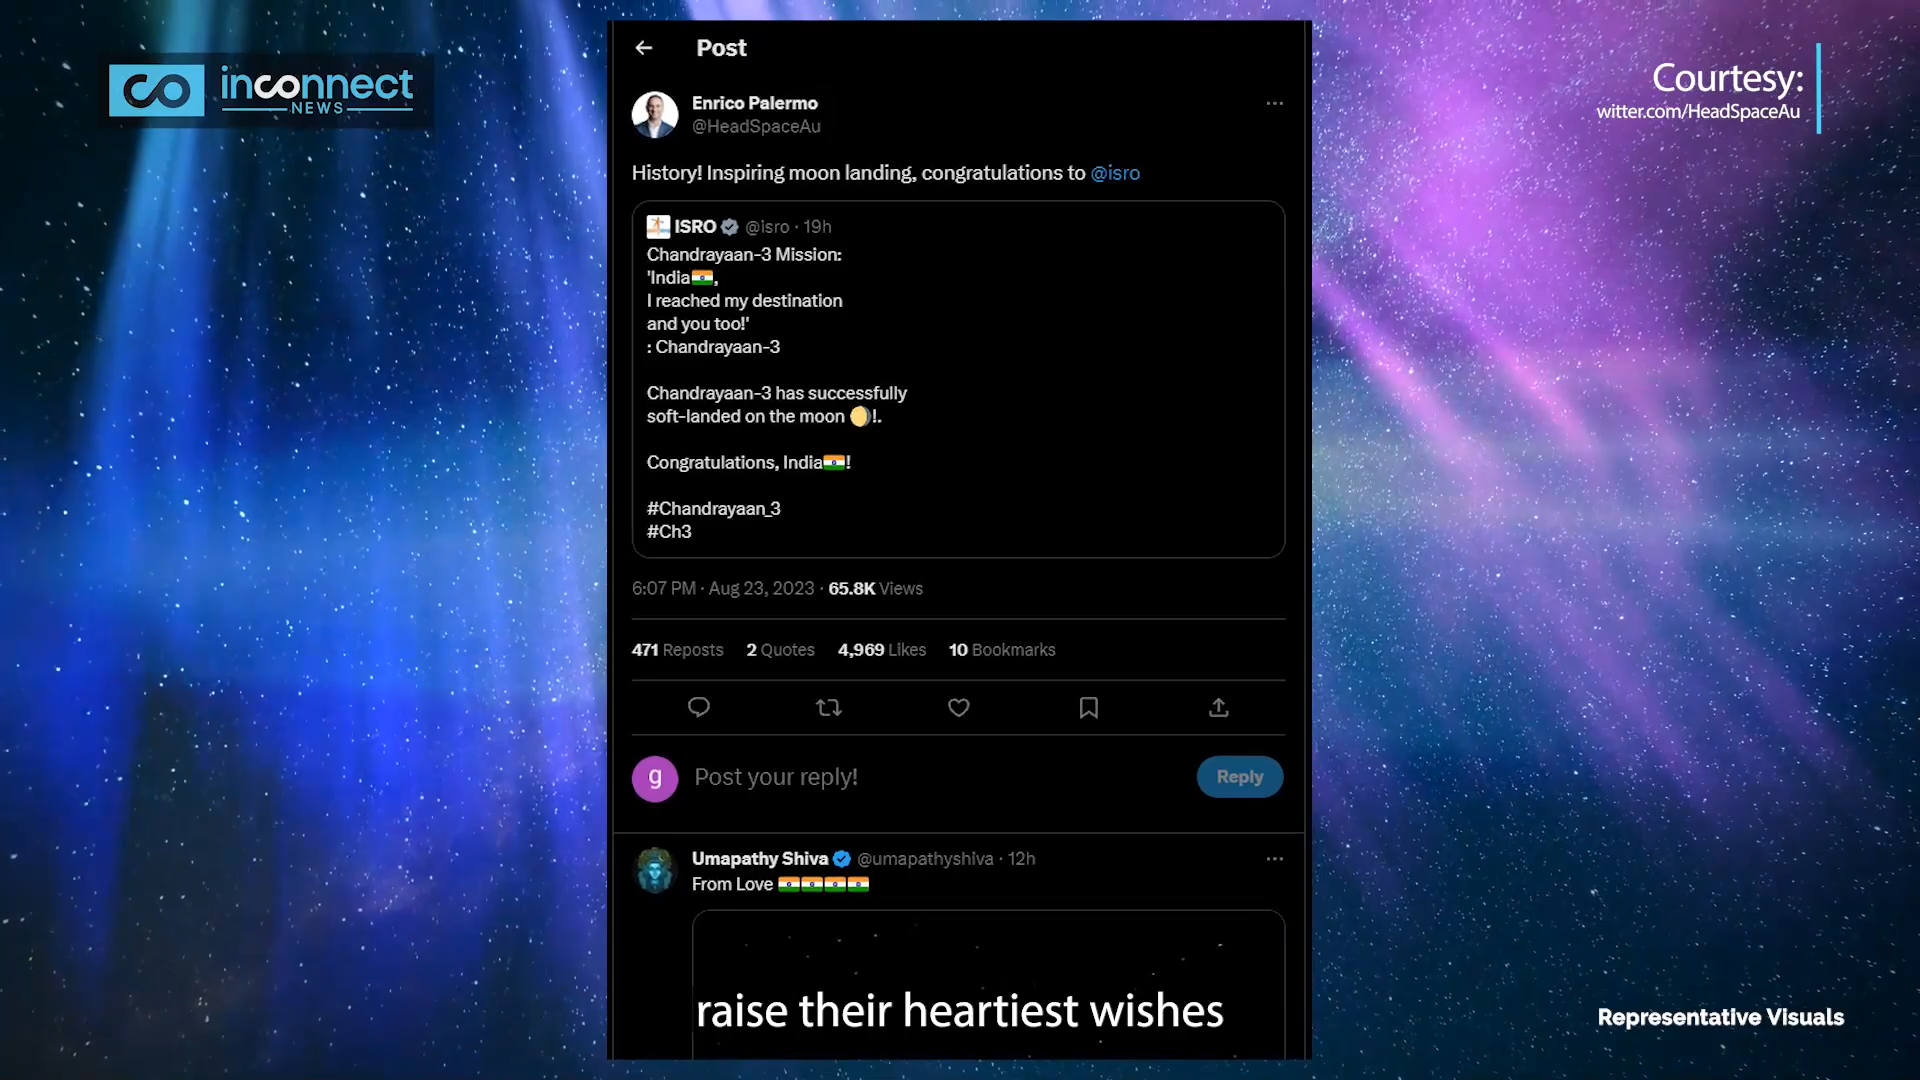 inconnect
NEWS
Courtesy:
witter.com/HeadSpaceAu
Post
Enrico Palermo
@HeadSpaceAu
History! Inspiring moon landing, congratulations to @isro
ISRO @isro · 19h
Chandrayaan-3 Mission:
'India🇮🇳,
I reached my destination
and you too!'
: Chandrayaan-3
Chandrayaan-3 has successfully
soft-landed on the moon 🌖!.
Congratulations, India🇮🇳!
#Chandrayaan_3
#Ch3
6:07 PM · Aug 23, 2023 · 65.8K Views
471 Reposts 2 Quotes 4,969 Likes 10 Bookmarks
g Post your reply! Reply
Umapathy Shiva @umapathyshiva · 12h
From Love 🇮🇳🇮🇳🇮🇳🇮🇳
raise their heartiest wishes
Representative Visuals